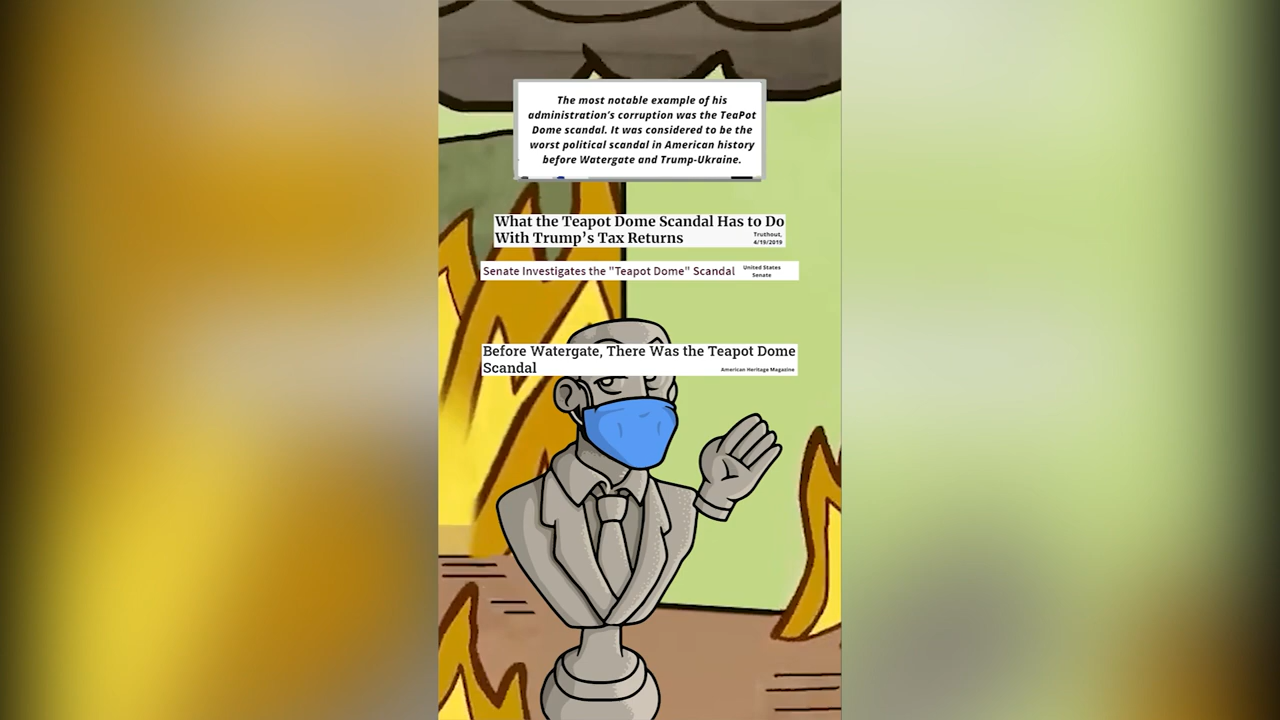 The most notable example of his
administration's corruption was the TeaPot
Dome scandal. It was considered to be the
worst political scandal in American history
before Watergate and Trump-Ukraine.
What the Teapot Dome Scandal Has to Do
With Trump's Tax Returns
Truthout,
4/19/2019
Senate Investigates the "Teapot Dome" Scandal
United States
Senate
Before Watergate, There Was the Teapot Dome
Scandal
American Heritage Magazine